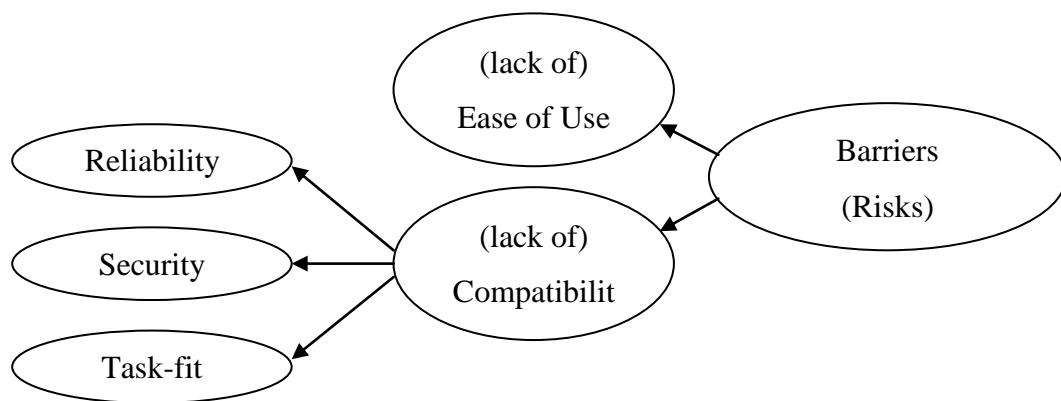 (lack of)
Ease of Use
Barriers
(Risks)
Reliability
(lack of)
Compatibilit
Security
Task-fit